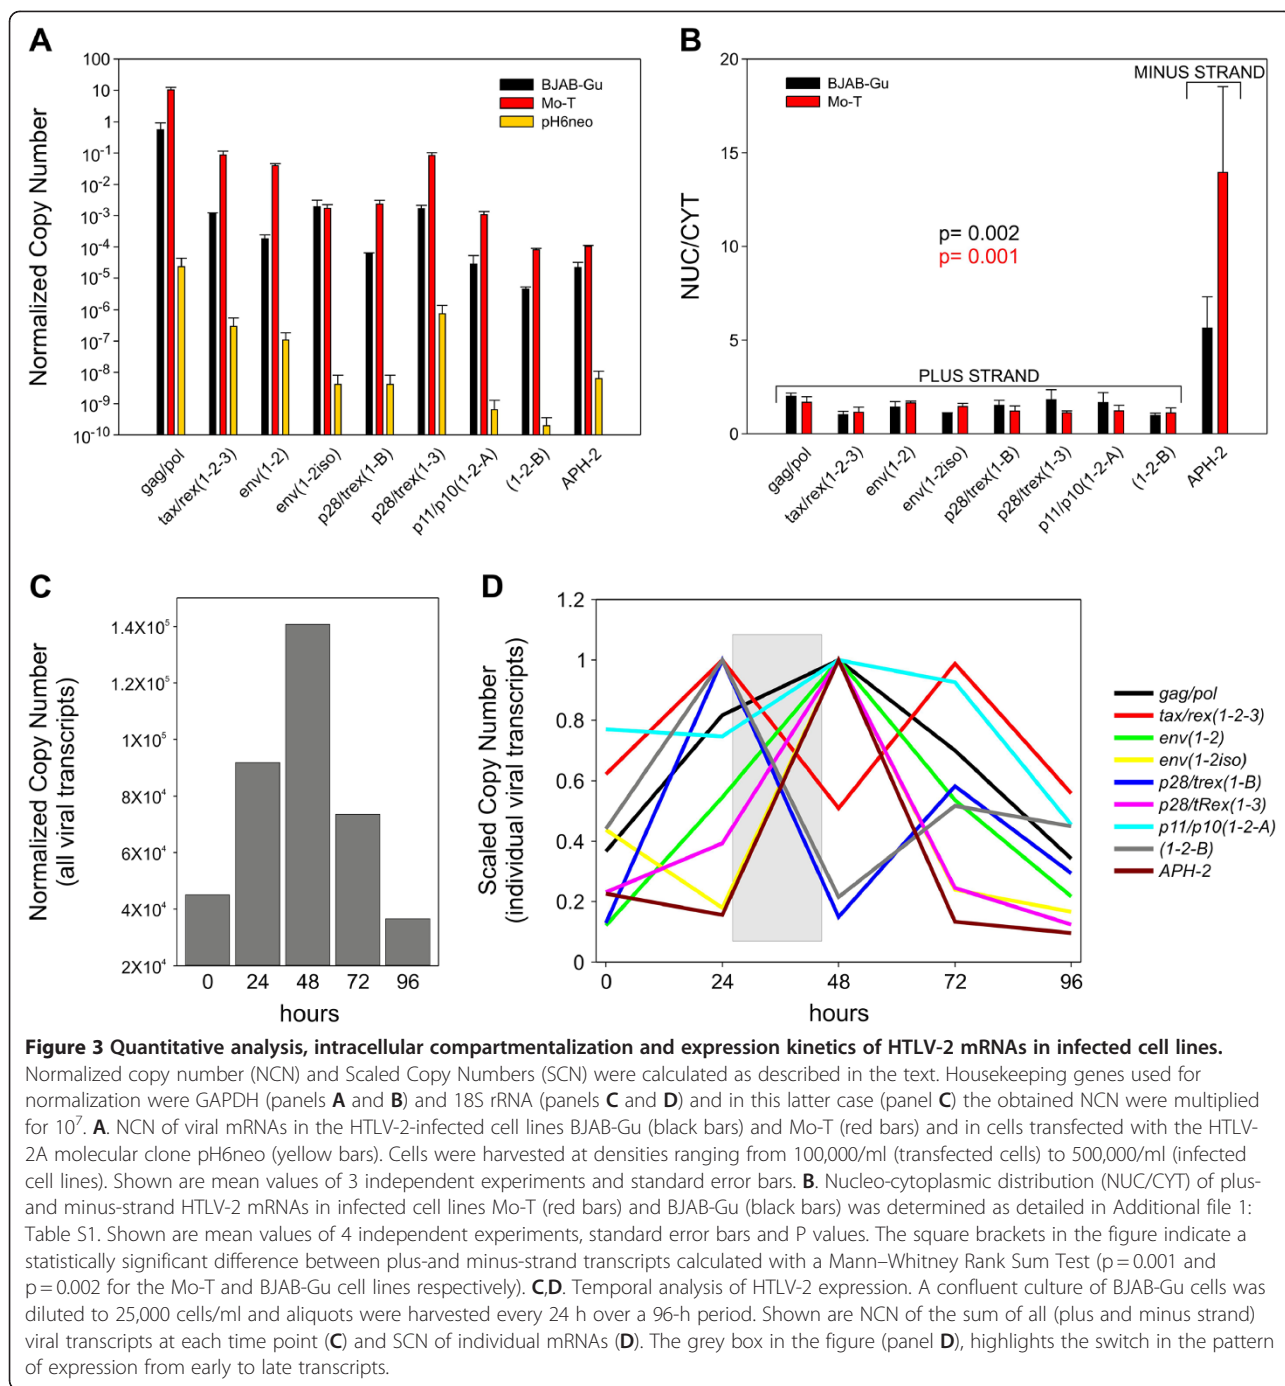 A
Normalized Copy Number
100
10
1
10-1
10-2
10-3
10-4
10-5
10-6
10-7
10-8
10-9
10-10
BJAB-Gu
Mo-T
pH6neo
gag/pol
tax/rex(1-2-3)
env(1-2)
env(1-2iso)
p28/trex(1-B)
p28/trex(1-3)
p11/p10(1-2-A)
(1-2-B)
APH-2
B
NUC/CYT
20
15
10
5
0
BJAB-Gu
Mo-T
MINUS STRAND
p= 0.002
p= 0.001
PLUS STRAND
gag/pol
tax/rex(1-2-3)
env(1-2)
env(1-2iso)
p28/trex(1-B)
p28/trex(1-3)
p11/p10(1-2-A)
(1-2-B)
APH-2
C
Normalized Copy Number
(all viral transcripts)
1.4X10⁵
1.2X10⁵
1X10⁵
8X10⁴
6X10⁴
4X10⁴
2X10⁴
0 24 48 72 96
hours
D
Scaled Copy Number
(individual viral transcripts)
1.2
1
0.8
0.6
0.4
0.2
0
0 24 48 72 96
hours
gag/pol
tax/rex(1-2-3)
env(1-2)
env(1-2iso)
p28/trex(1-B)
p28/tRex(1-3)
p11/p10(1-2-A)
(1-2-B)
APH-2
Figure 3 Quantitative analysis, intracellular compartmentalization and expression kinetics of HTLV-2 mRNAs in infected cell lines.
Normalized copy number (NCN) and Scaled Copy Numbers (SCN) were calculated as described in the text. Housekeeping genes used for
normalization were GAPDH (panels A and B) and 18S rRNA (panels C and D) and in this latter case (panel C) the obtained NCN were multiplied
for 10⁷. A. NCN of viral mRNAs in the HTLV-2-infected cell lines BJAB-Gu (black bars) and Mo-T (red bars) and in cells transfected with the HTLV-
2A molecular clone pH6neo (yellow bars). Cells were harvested at densities ranging from 100,000/ml (transfected cells) to 500,000/ml (infected
cell lines). Shown are mean values of 3 independent experiments and standard error bars. B. Nucleo-cytoplasmic distribution (NUC/CYT) of plus-
and minus-strand HTLV-2 mRNAs in infected cell lines Mo-T (red bars) and BJAB-Gu (black bars) was determined as detailed in Additional file 1:
Table S1. Shown are mean values of 4 independent experiments, standard error bars and P values. The square brackets in the figure indicate a
statistically significant difference between plus-and minus-strand transcripts calculated with a Mann–Whitney Rank Sum Test (p = 0.001 and
p = 0.002 for the Mo-T and BJAB-Gu cell lines respectively). C,D. Temporal analysis of HTLV-2 expression. A confluent culture of BJAB-Gu cells was
diluted to 25,000 cells/ml and aliquots were harvested every 24 h over a 96-h period. Shown are NCN of the sum of all (plus and minus strand)
viral transcripts at each time point (C) and SCN of individual mRNAs (D). The grey box in the figure (panel D), highlights the switch in the pattern
of expression from early to late transcripts.